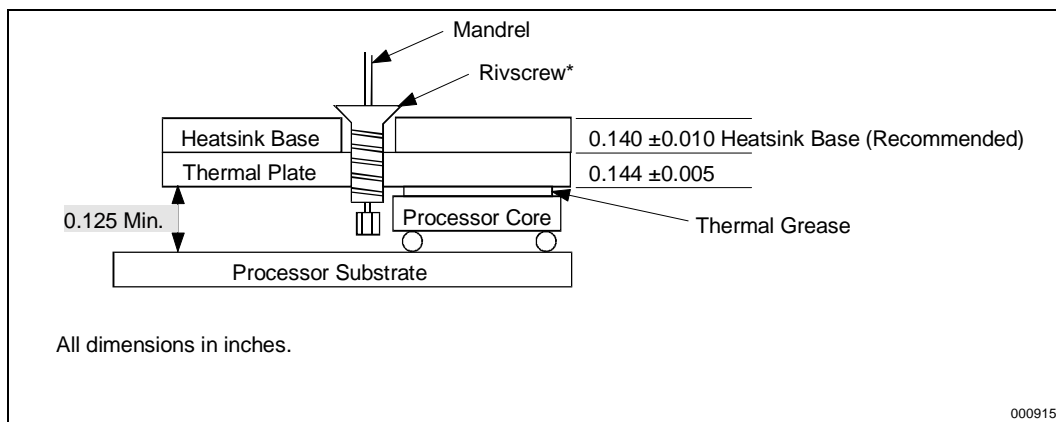 Mandrel
Rivscrew*
Heatsink Base
0.140 ±0.010 Heatsink Base (Recommended)
Thermal Plate
0.144 ±0.005
0.125 Min.
Processor Core
Thermal Grease
Processor Substrate
All dimensions in inches.
000915